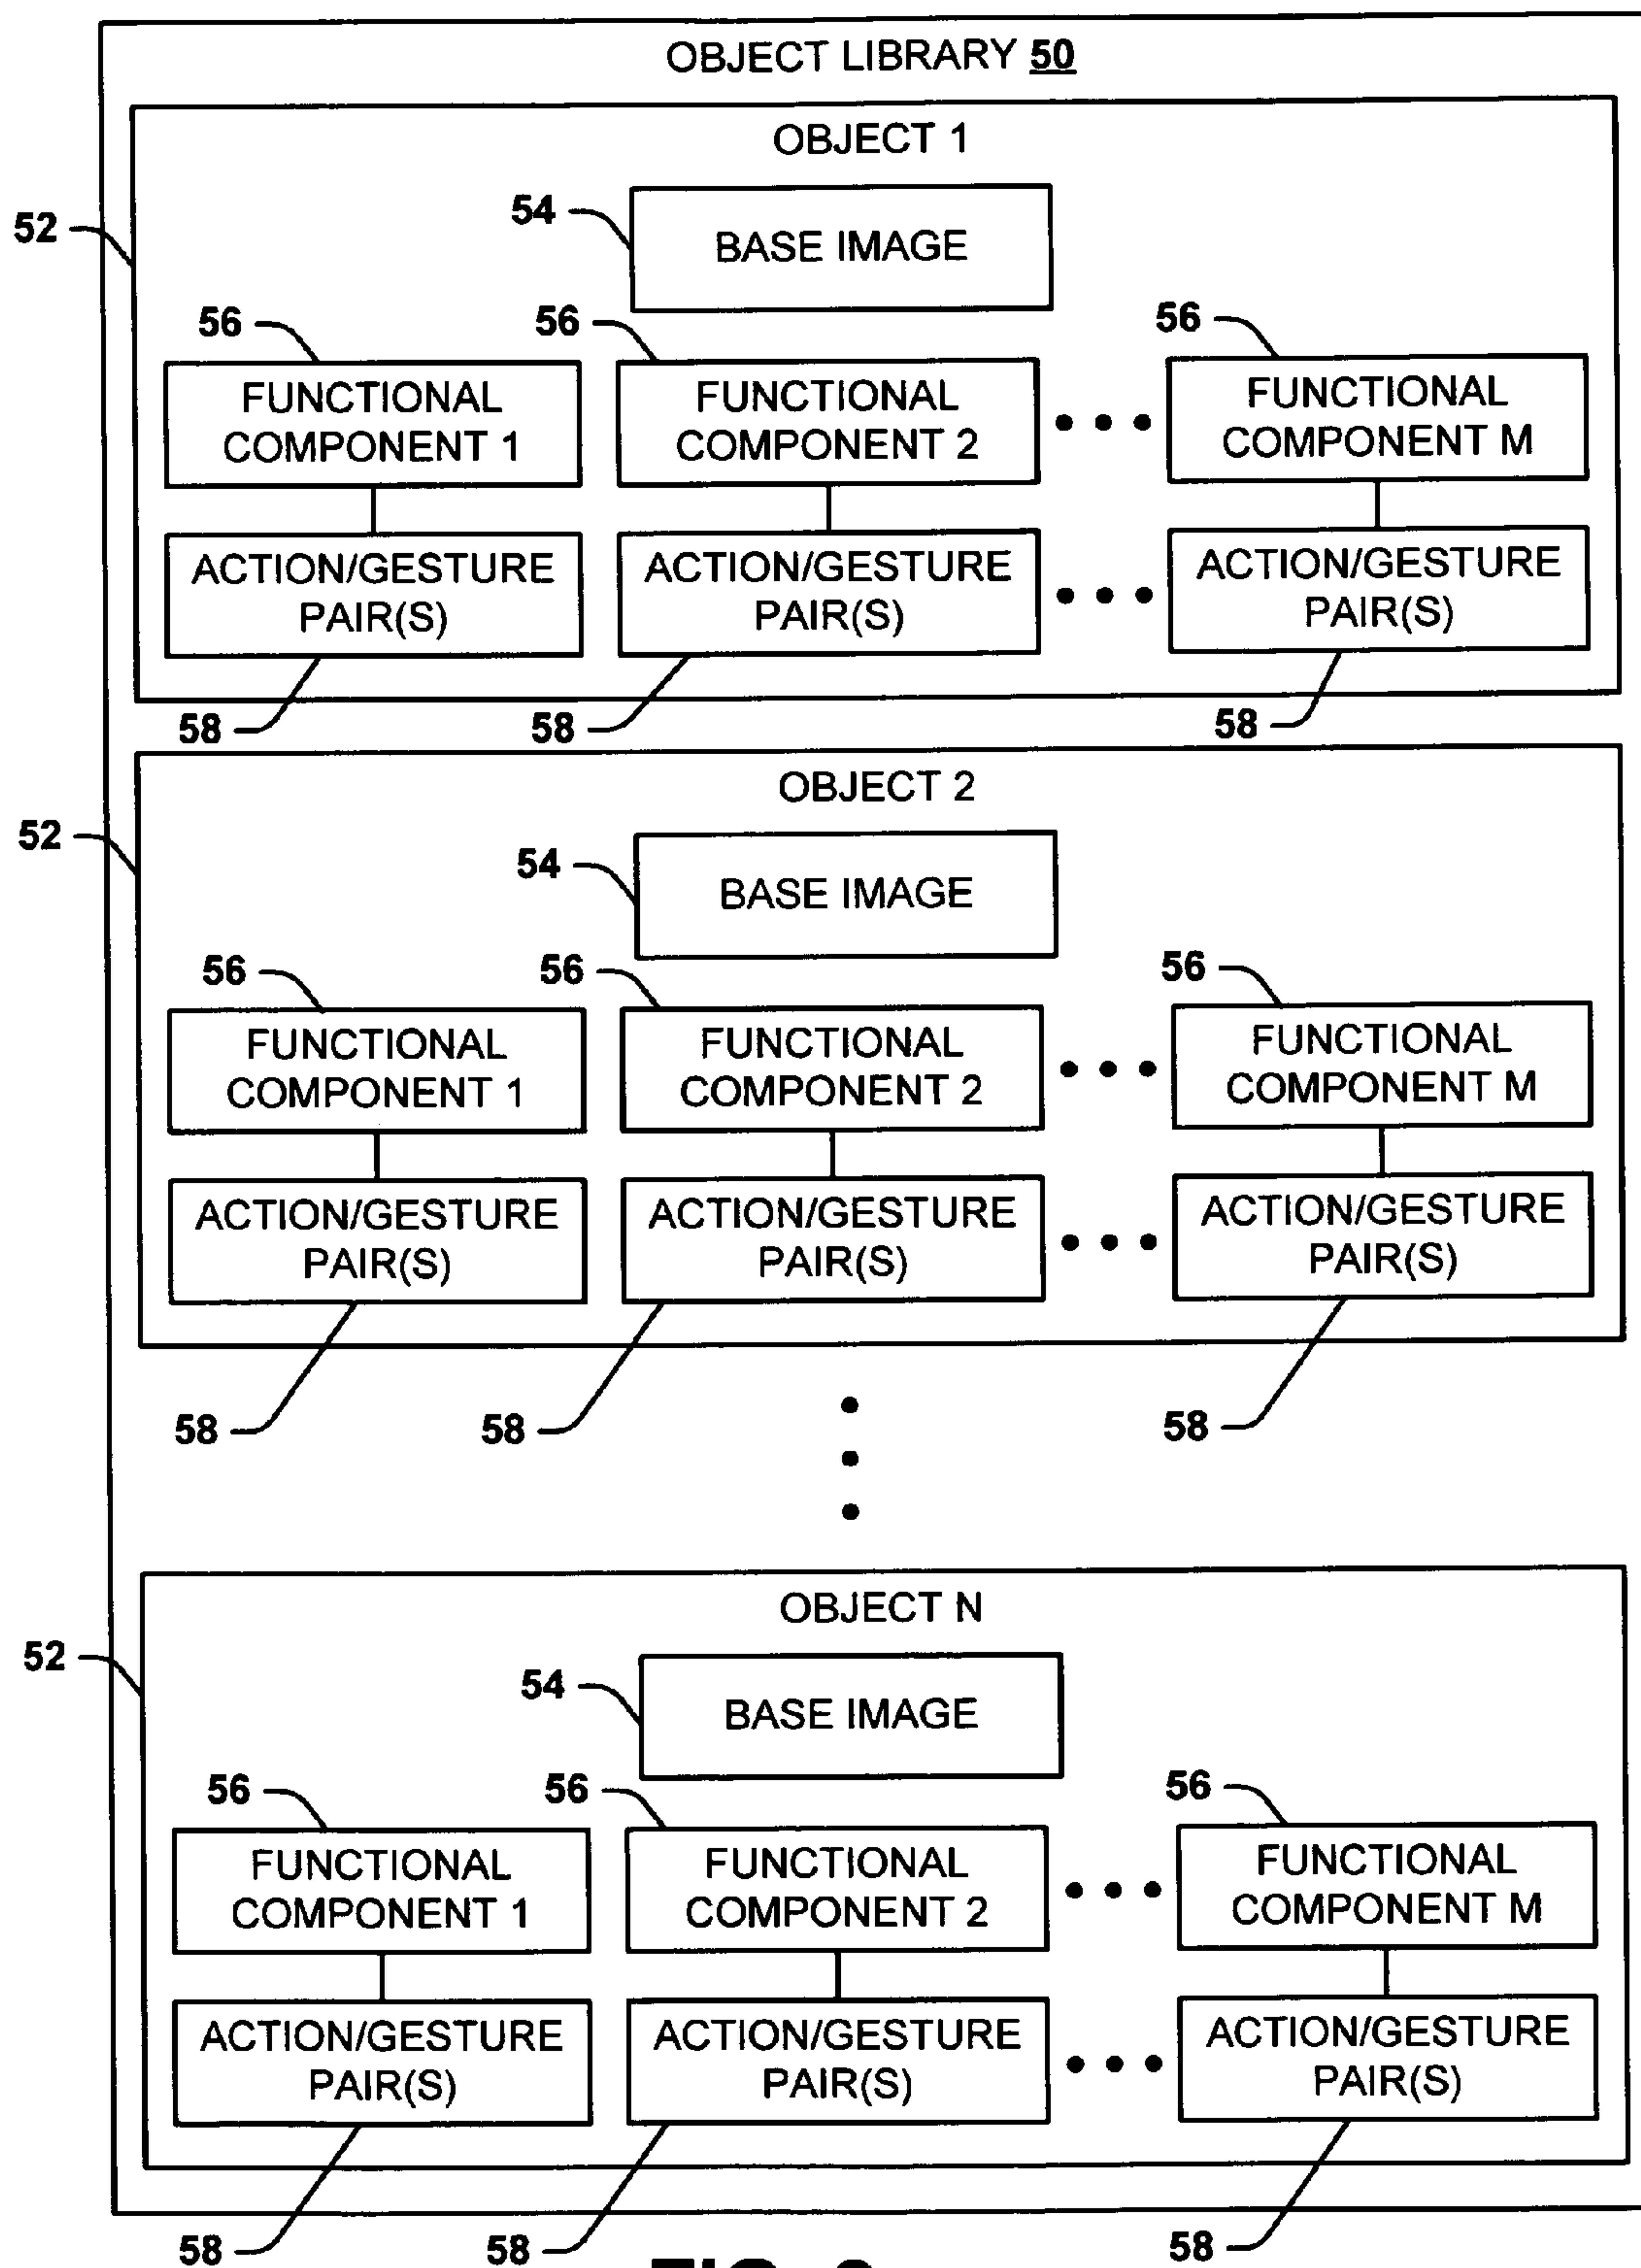 OBJECT LIBRARY 50
OBJECT 1
54
BASE IMAGE
52
56
56
56
FUNCTIONAL
COMPONENT 1
FUNCTIONAL
COMPONENT 2
FUNCTIONAL
COMPONENT M
ACTION/GESTURE
PAIR(S)
ACTION/GESTURE
PAIR(S)
ACTION/GESTURE
PAIR(S)
58
58
58
OBJECT 2
52
54
BASE IMAGE
56
56
56
FUNCTIONAL
COMPONENT 1
FUNCTIONAL
COMPONENT 2
FUNCTIONAL
COMPONENT M
ACTION/GESTURE
PAIR(S)
ACTION/GESTURE
PAIR(S)
ACTION/GESTURE
PAIR(S)
58
58
58
OBJECT N
52
54
BASE IMAGE
56
56
56
FUNCTIONAL
COMPONENT 1
FUNCTIONAL
COMPONENT 2
FUNCTIONAL
COMPONENT M
ACTION/GESTURE
PAIR(S)
ACTION/GESTURE
PAIR(S)
ACTION/GESTURE
PAIR(S)
58
58
58